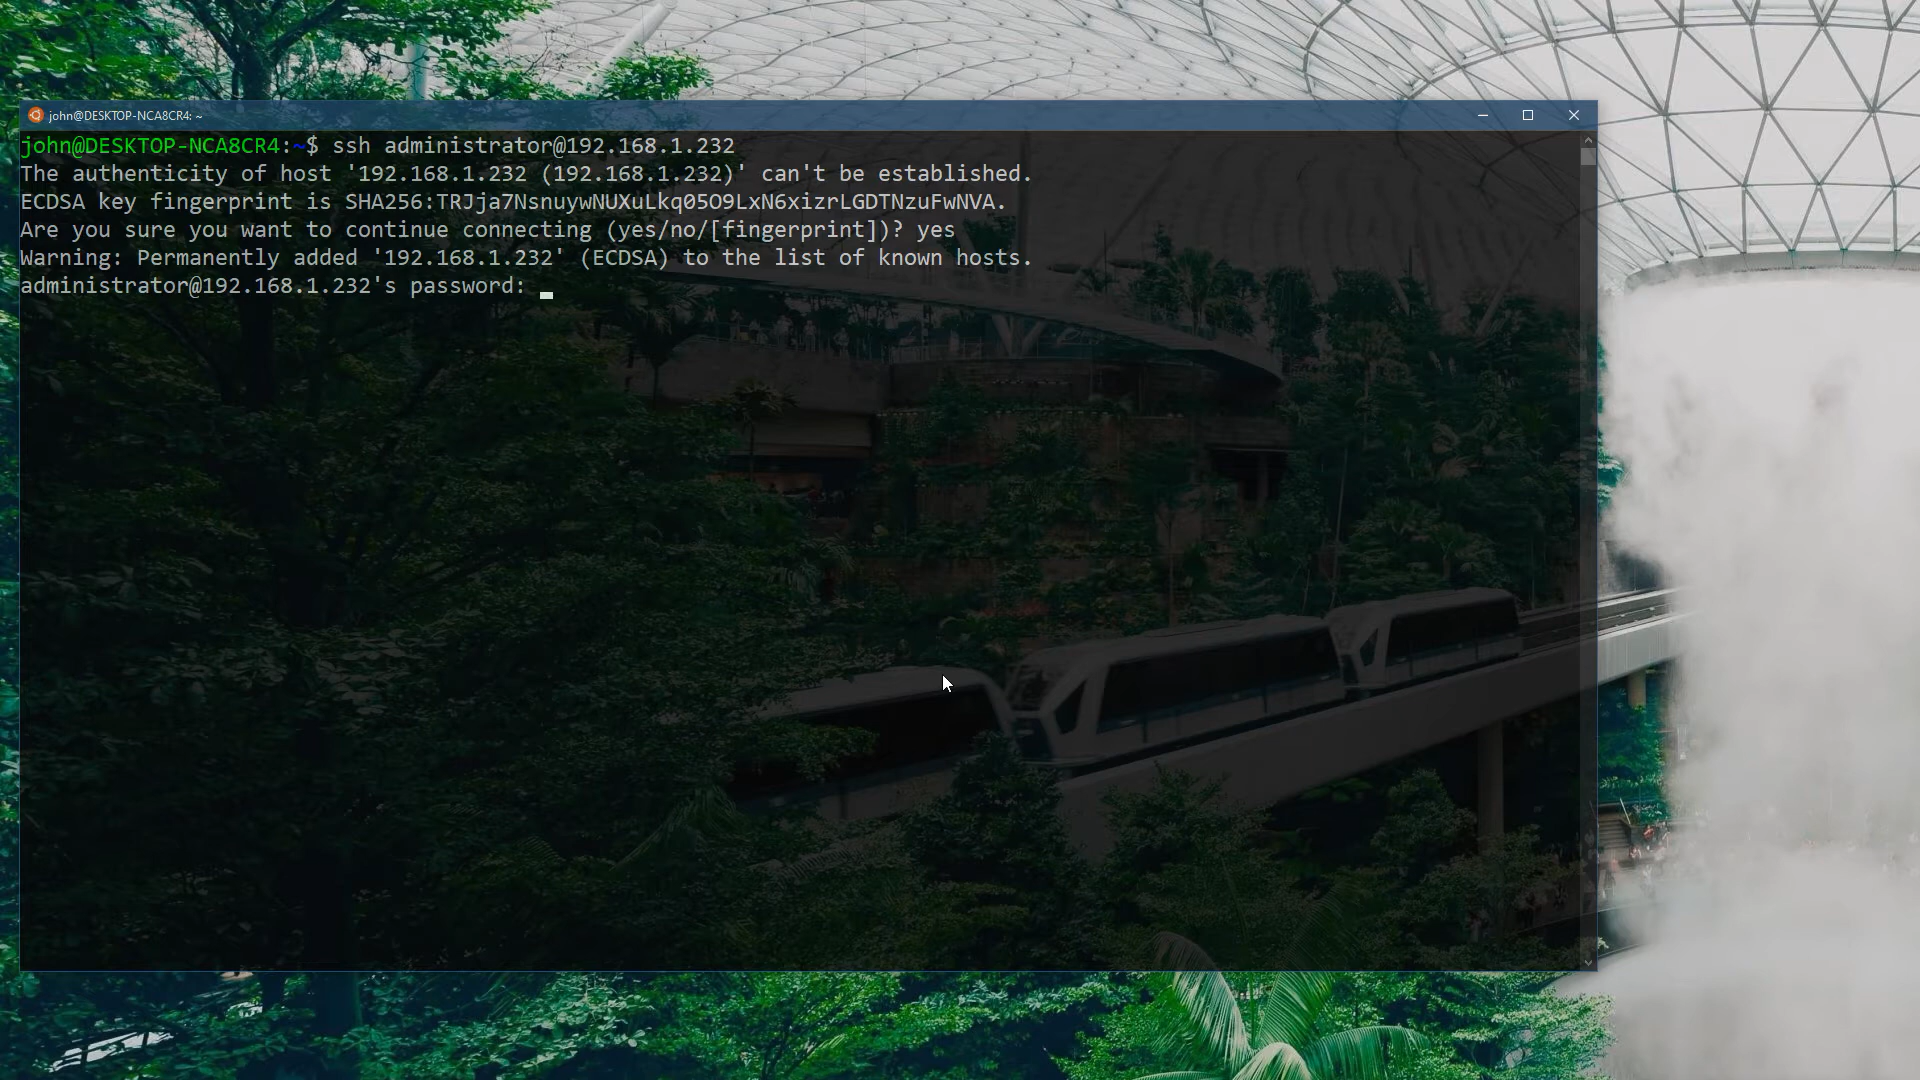 john@DESKTOP-NCA8CR4: ~
john@DESKTOP-NCA8CR4:~$ ssh administrator@192.168.1.232
The authenticity of host '192.168.1.232 (192.168.1.232)' can't be established.
ECDSA key fingerprint is SHA256:TRJja7NsnuywNUXuLkq05O9LxN6xizrLGDTNzuFwNVA.
Are you sure you want to continue connecting (yes/no/[fingerprint])? yes
Warning: Permanently added '192.168.1.232' (ECDSA) to the list of known hosts.
administrator@192.168.1.232's password: